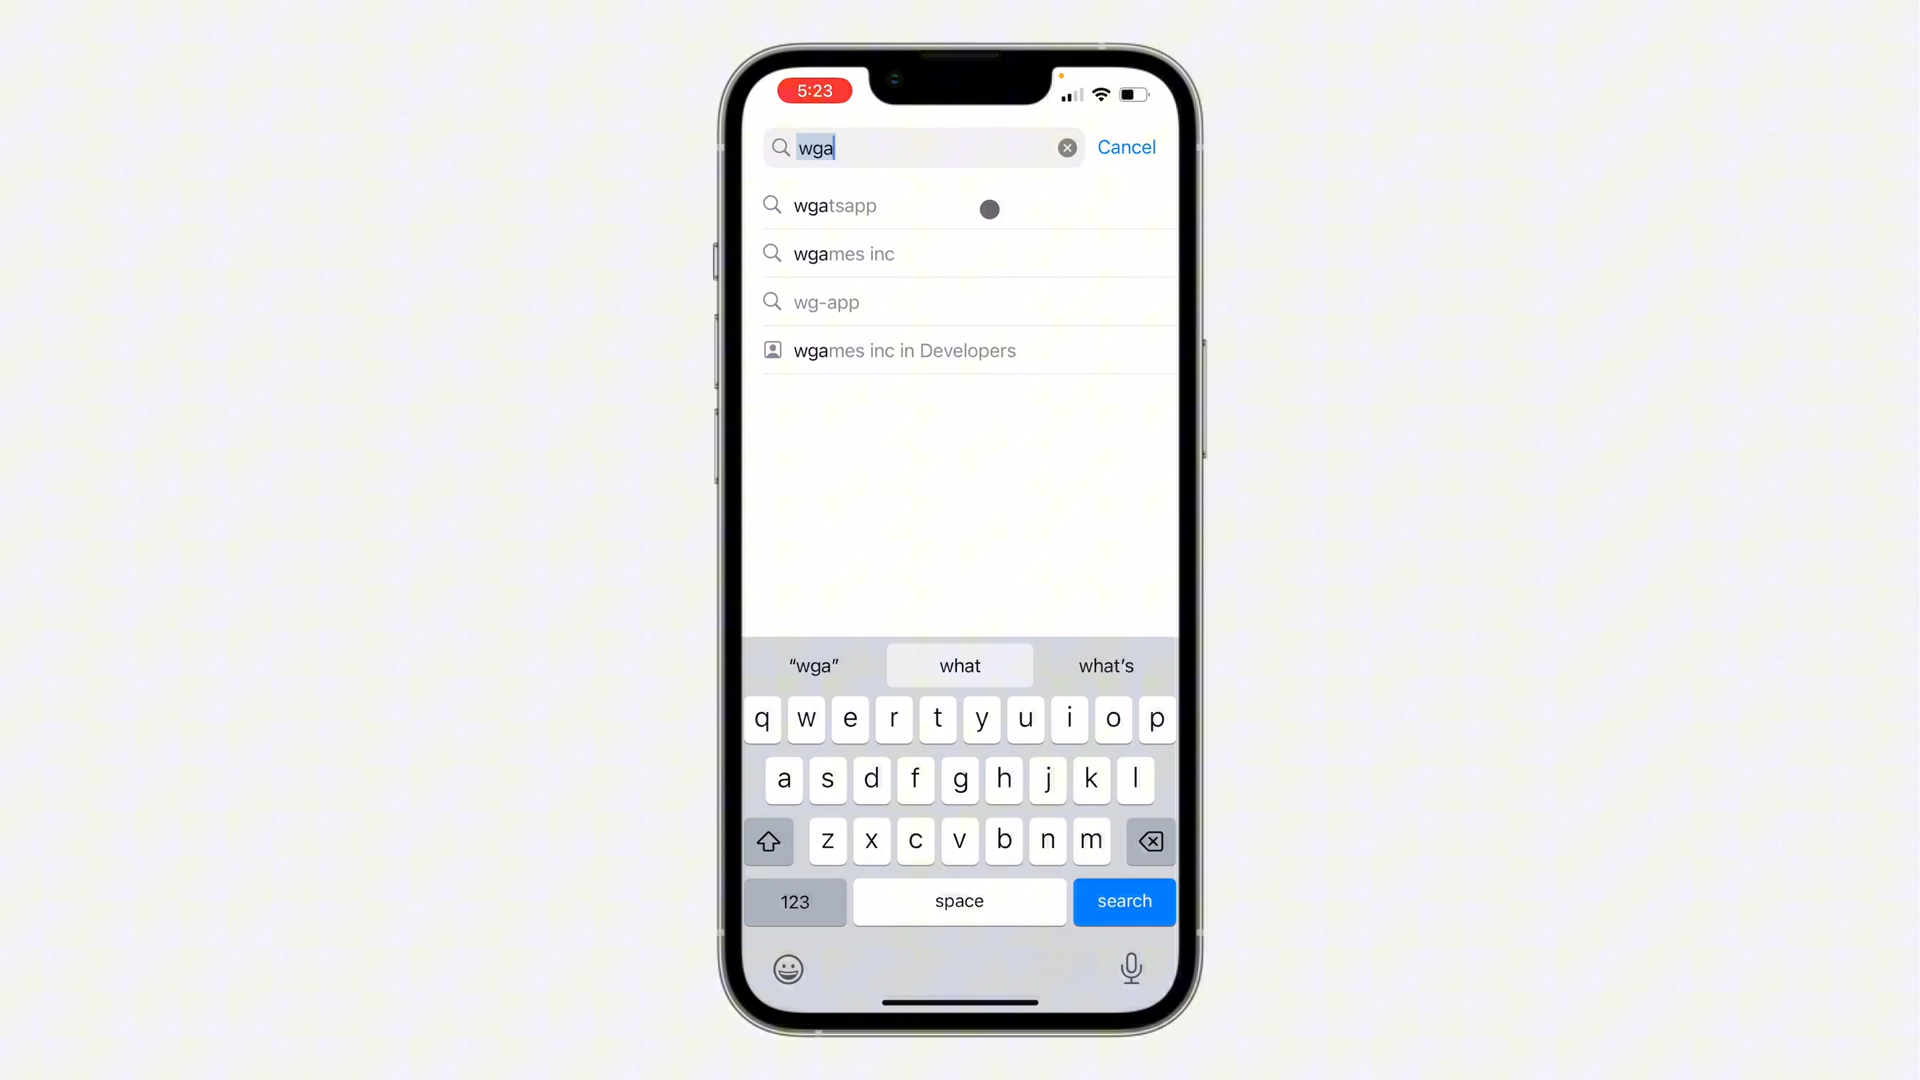 5:23
wga
Cancel
wgatsapp
wgames inc
wg-app
wgames inc in Developers
“wga”
what
what’s
q w e r t y u i o p
a s d f g h j k l
z x c v b n m
123
space
search